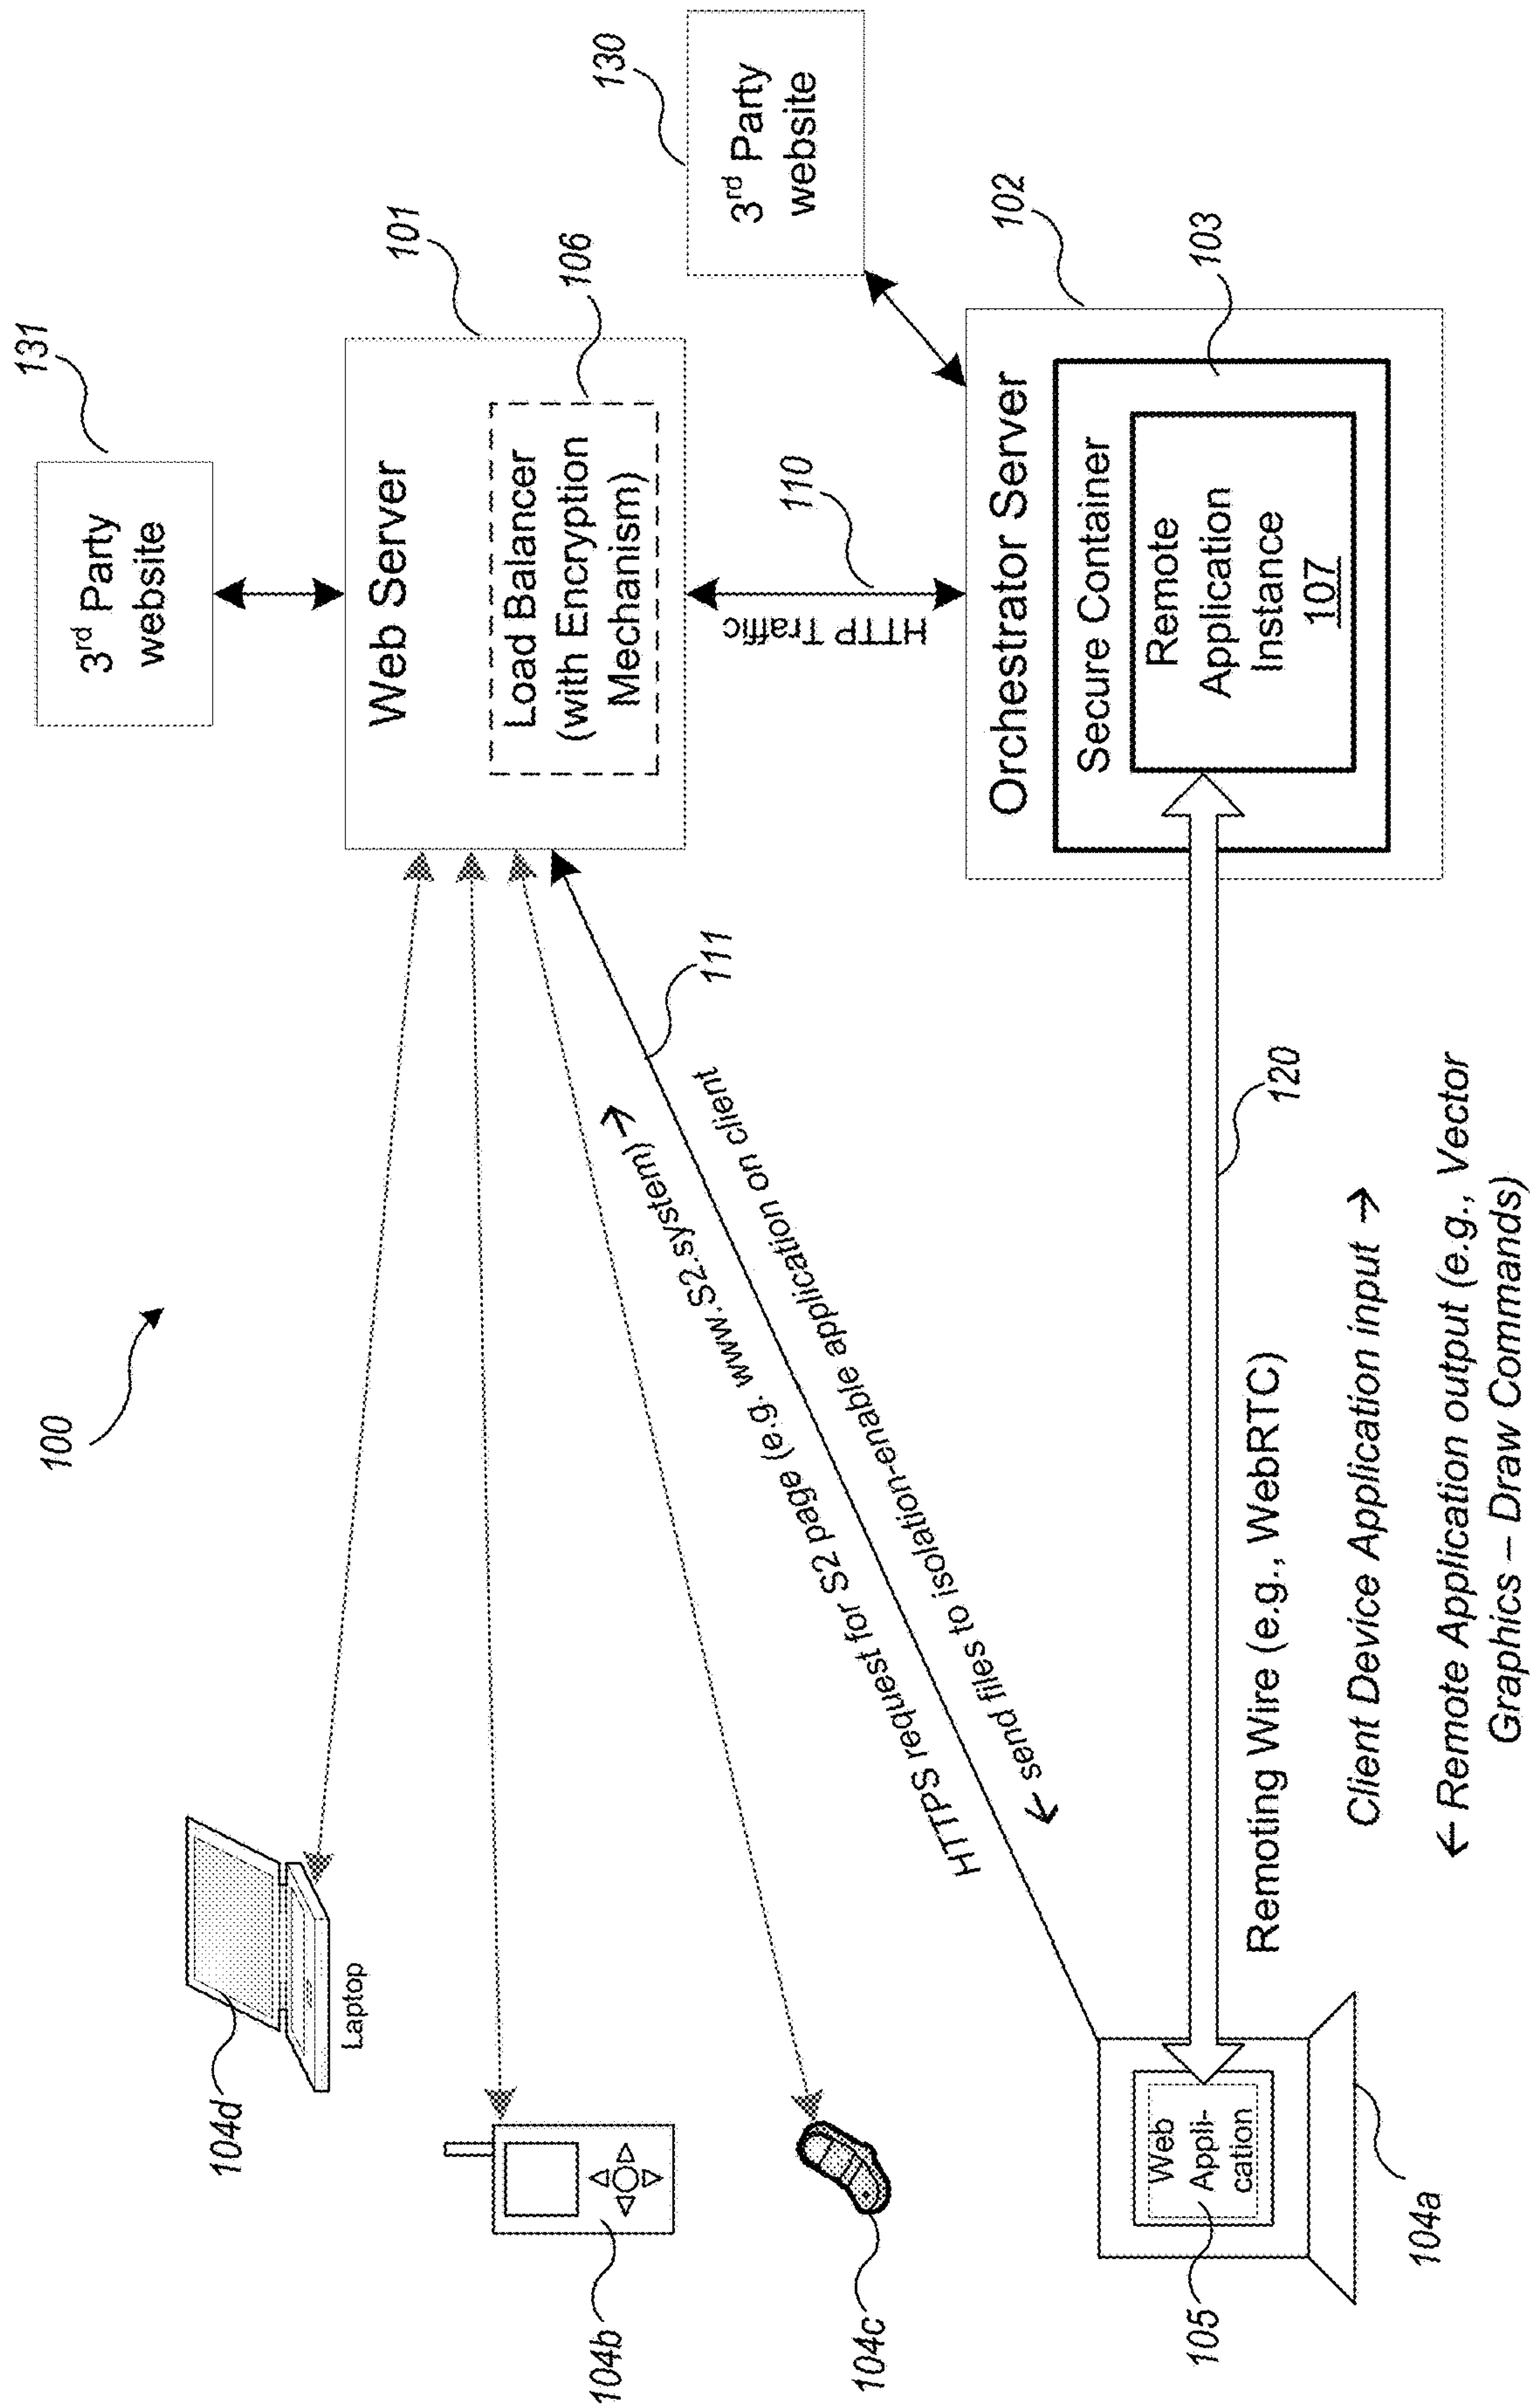 100
131
3rd Party
website
101
Web Server
106
Load Balancer
(with Encryption
Mechanism)
130
3rd Party
website
110
HTTP Traffic
102
Orchestrator Server
103
Secure Container
Remote
Application
Instance
107
104d
Laptop
104b
104c
111
HTTPS request for S2 page (e.g. www.S2.system) →
← send files to isolation-enable application on client
105
Web
Appli-
cation
104a
120
Remoting Wire (e.g., WebRTC)
Client Device Application input →
← Remote Application output (e.g., Vector
Graphics – Draw Commands)